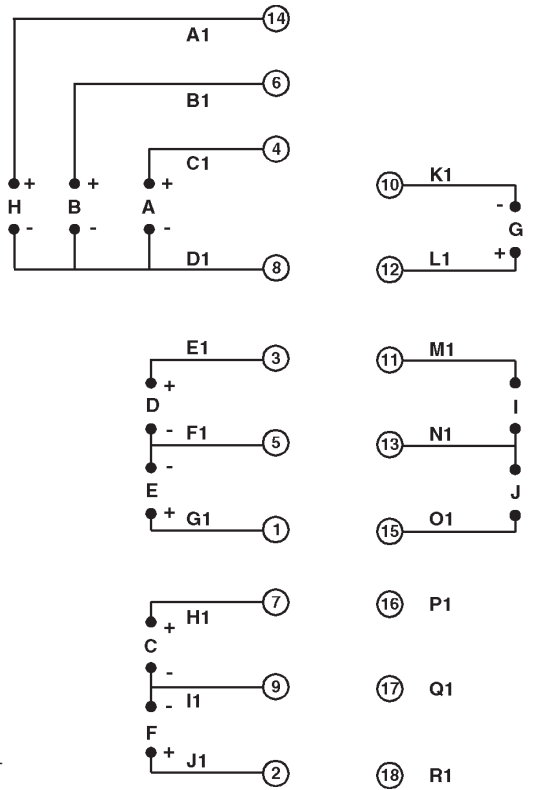 14
A1
6
B1
4
C1
+ + +
H B A
- - -
D1 8
10 K1
-
G
+
12 L1
E1 3
+
D
-
F1 5
-
E
+
G1 1
M1
11
I
13 N1
J
15 O1
7
H1
+
C
-
9
I1
-
F
+
J1 2
16 P1
17 Q1
18 R1